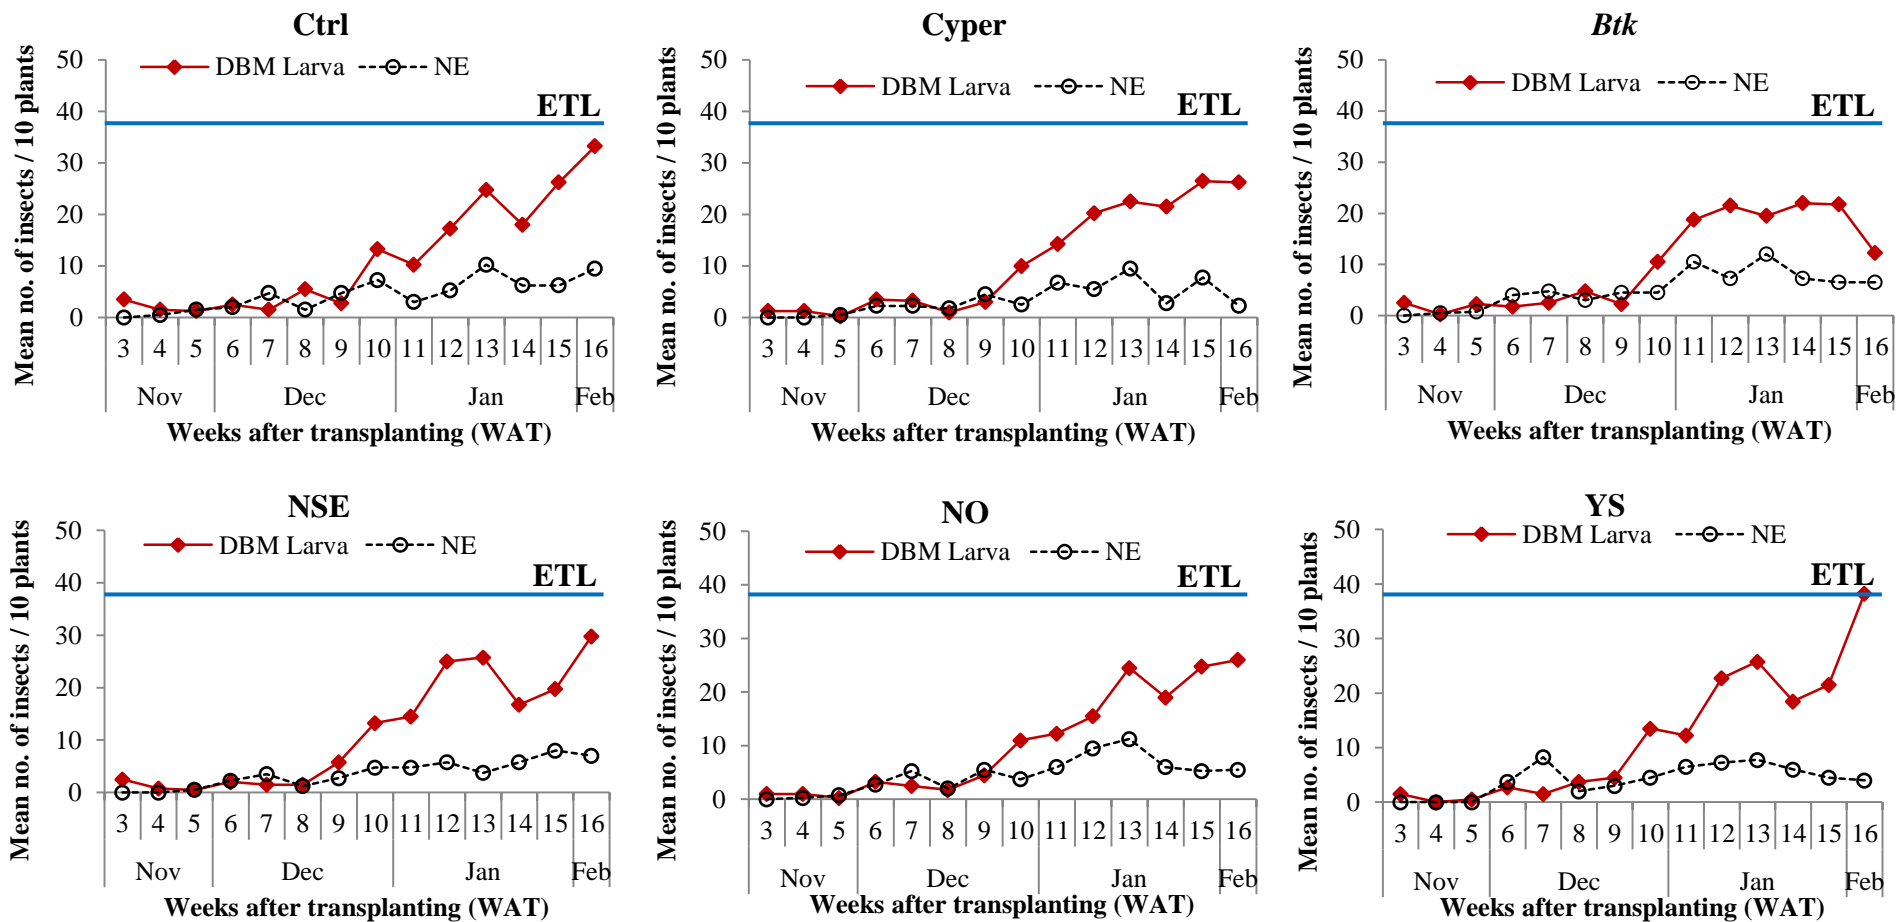 Ctrl
Mean no. of insects / 10 plants
50
40
30
20
10
0
DBM Larva NE
ETL
3 4 5 6 7 8 9 10 11 12 13 14 15 16
Nov Dec Jan Feb
Weeks after transplanting (WAT)
Cyper
Mean no. of insects / 10 plants
50
40
30
20
10
0
DBM Larva NE
ETL
3 4 5 6 7 8 9 10 11 12 13 14 15 16
Nov Dec Jan Feb
Weeks after transplanting (WAT)
Btk
Mean no. of insects / 10 plants
50
40
30
20
10
0
DBM Larva NE
ETL
3 4 5 6 7 8 9 10 11 12 13 14 15 16
Nov Dec Jan Feb
Weeks after transplanting (WAT)
NSE
Mean no. of insects / 10 plants
50
40
30
20
10
0
DBM Larva NE
ETL
3 4 5 6 7 8 9 10 11 12 13 14 15 16
Nov Dec Jan Feb
Weeks after transplanting (WAT)
NO
Mean no. of insects / 10 plants
50
40
30
20
10
0
DBM Larva NE
ETL
3 4 5 6 7 8 9 10 11 12 13 14 15 16
Nov Dec Jan Feb
Weeks after transplanting (WAT)
YS
Mean no. of insects / 10 plants
50
40
30
20
10
0
DBM Larva NE
ETL
3 4 5 6 7 8 9 10 11 12 13 14 15 16
Nov Dec Jan Feb
Weeks after transplanting (WAT)